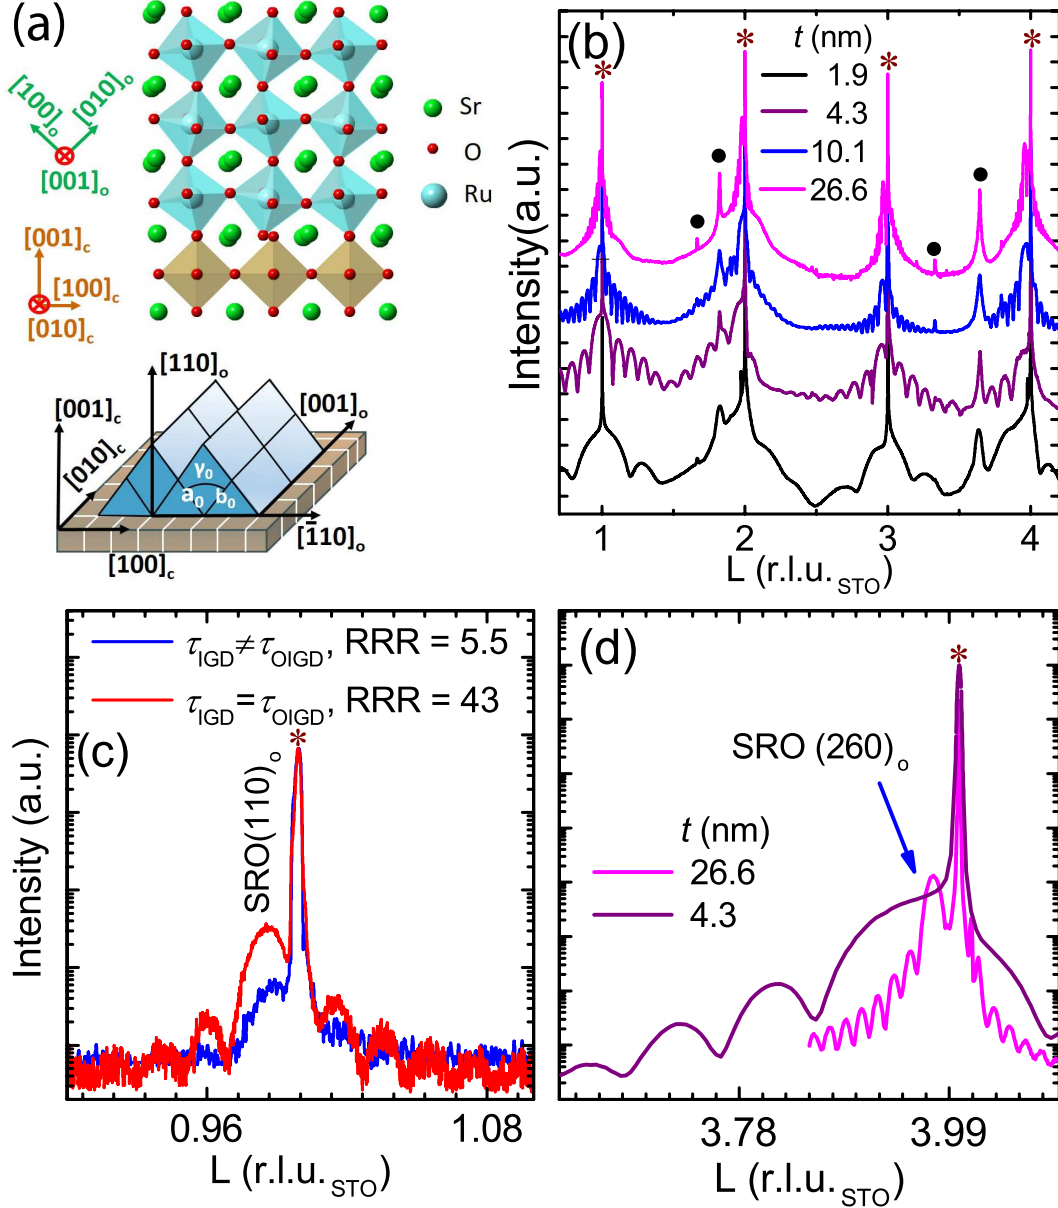 (a)
[100]ₒ
[010]ₒ
[001]ₒ
[001]c
[100]c
[010]c
Sr
O
Ru
[110]ₒ
[001]c
[001]ₒ
[010]c
γ₀
a₀
b₀
[1̄10]ₒ
[100]c
(b)
t (nm)
1.9
4.3
10.1
26.6
* * * *
Intensity(a.u.)
1 2 3 4
L (r.l.u.STO)
(c)
τIGD≠τOIGD, RRR = 5.5
τIGD=τOIGD, RRR = 43
*
SRO(110)ₒ
Intensity (a.u.)
0.96 1.08
L (r.l.u.STO)
(d)
*
SRO (260)ₒ
t (nm)
26.6
4.3
3.78 3.99
L (r.l.u.STO)